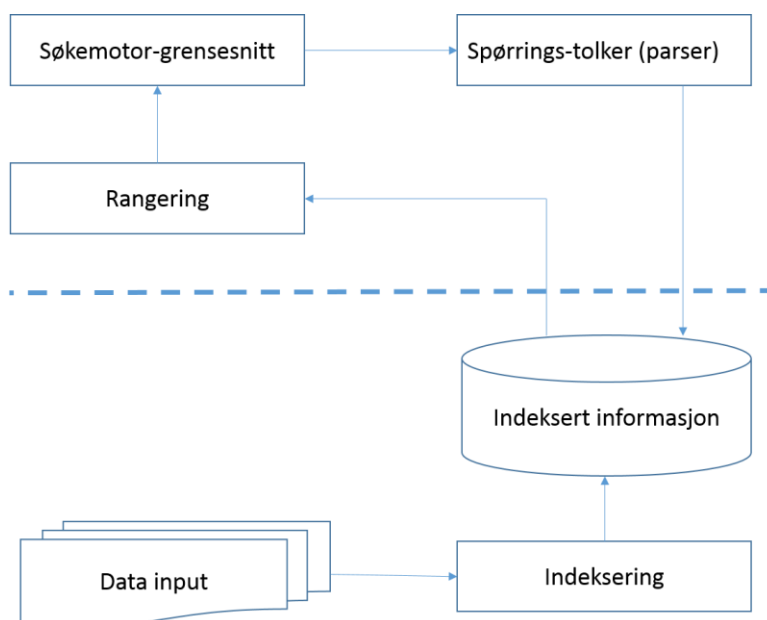 Søkemotor-grensesnitt
Spørrings-tolker (parser)
Rangering
Indeksert informasjon
Data input
Indeksering